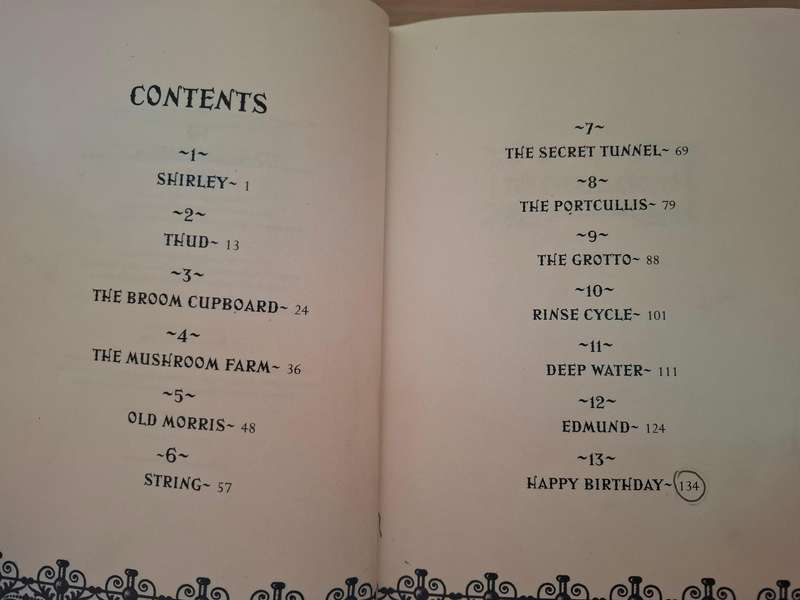 CONTENTS
~1~
SHIRLEY~ 1
~2~
THUD~ 13
~3~
THE BROOM CUPBOARD~ 24
~4~
THE MUSHROOM FARM~ 36
~5~
OLD MORRIS~ 48
~6~
STRING~ 57
~7~
THE SECRET TUNNEL~ 69
~8~
THE PORTCULLIS~ 79
~9~
THE GROTTO~ 88
~10~
RINSE CYCLE~ 101
~11~
DEEP WATER~ 111
~12~
EDMUND~ 124
~13~
HAPPY BIRTHDAY~ 134